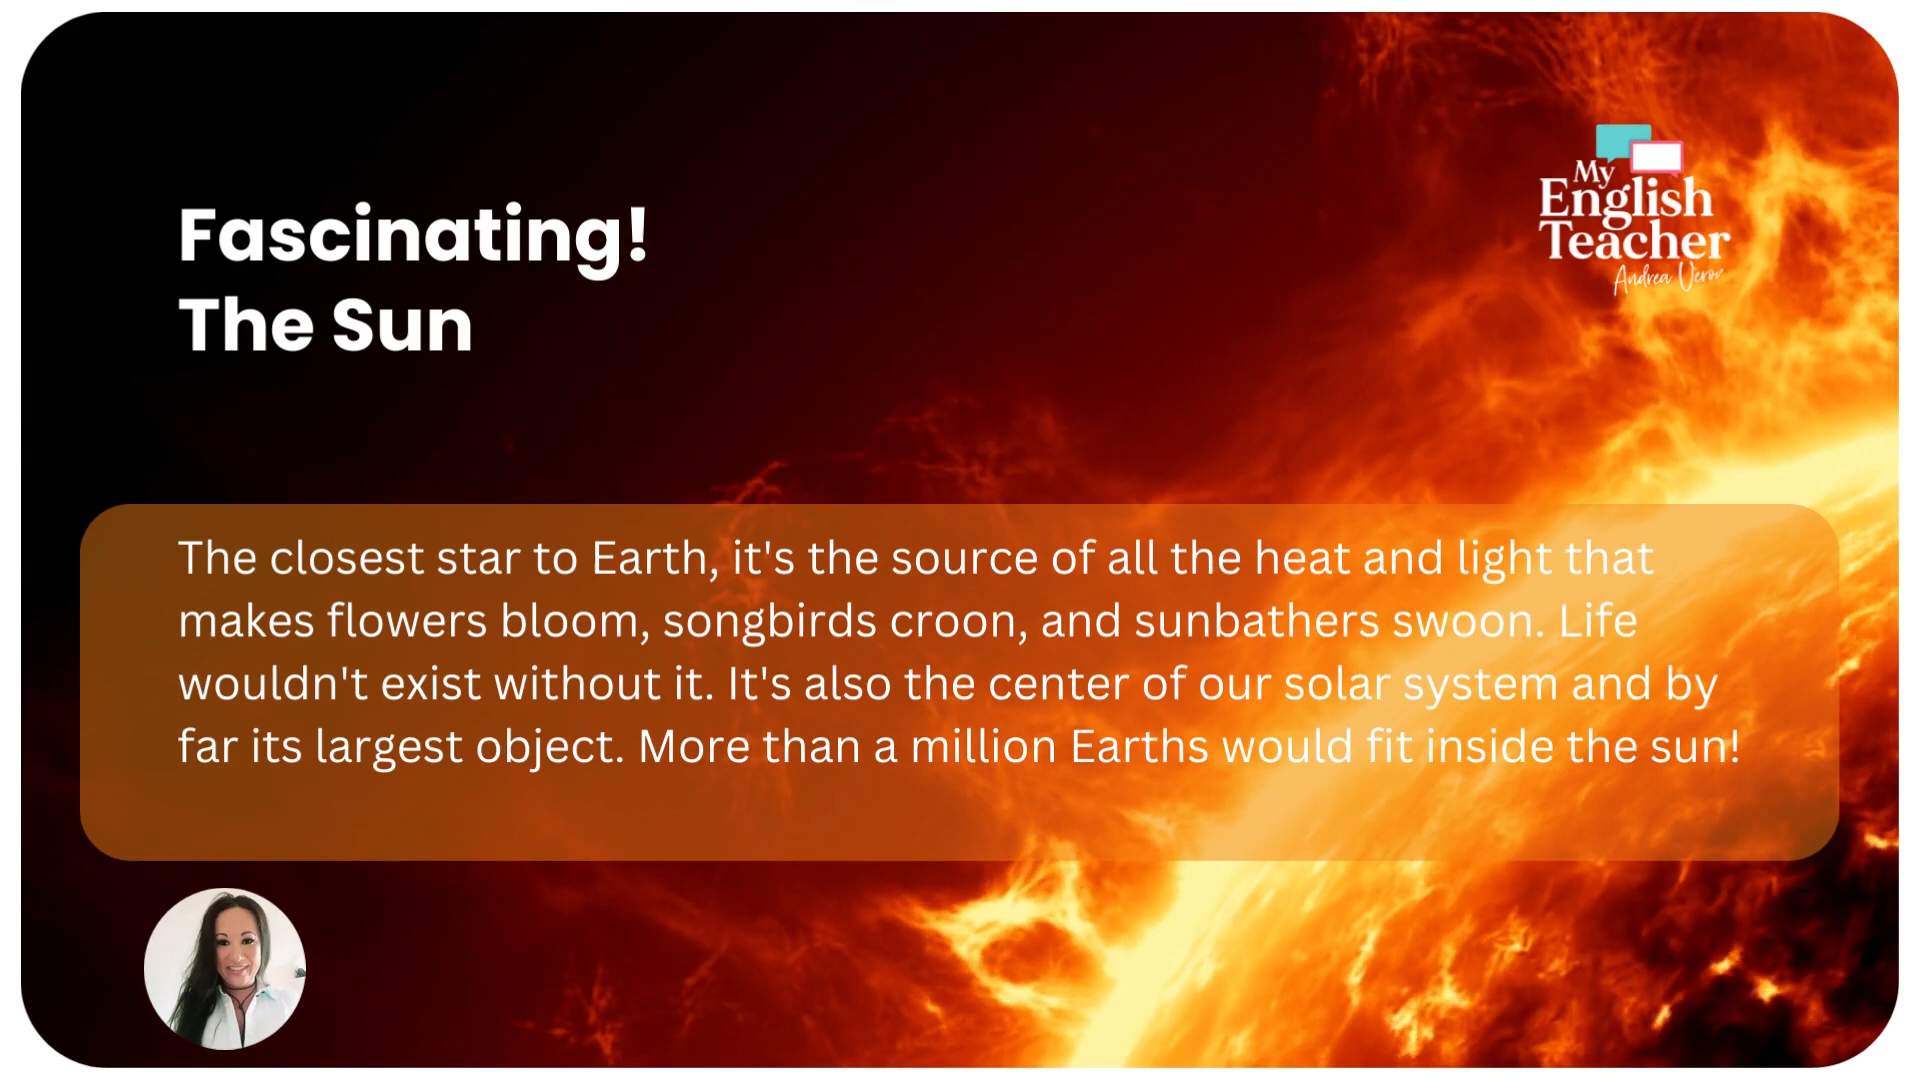 Fascinating!
The Sun
My
English
Teacher
Andrea Veror
The closest star to Earth, it's the source of all the heat and light that
makes flowers bloom, songbirds croon, and sunbathers swoon. Life
wouldn't exist without it. It's also the center of our solar system and by
far its largest object. More than a million Earths would fit inside the sun!